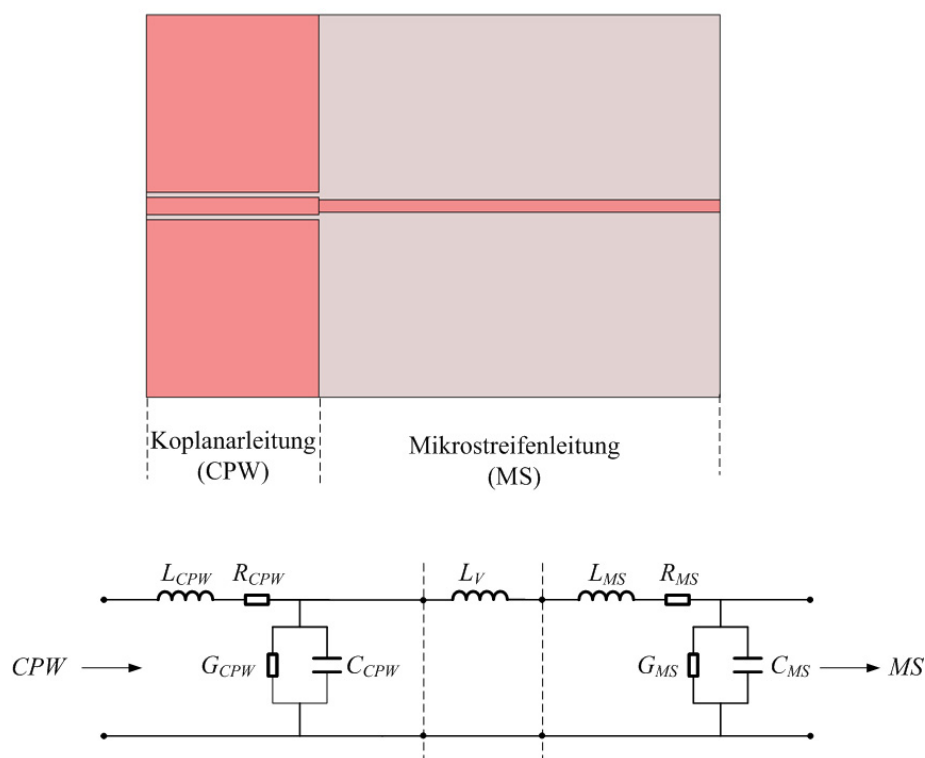 Koplanarleitung
(CPW)
Mikrostreifenleitung
(MS)
L_CPW R_CPW L_V L_MS R_MS
CPW G_CPW C_CPW G_MS C_MS MS